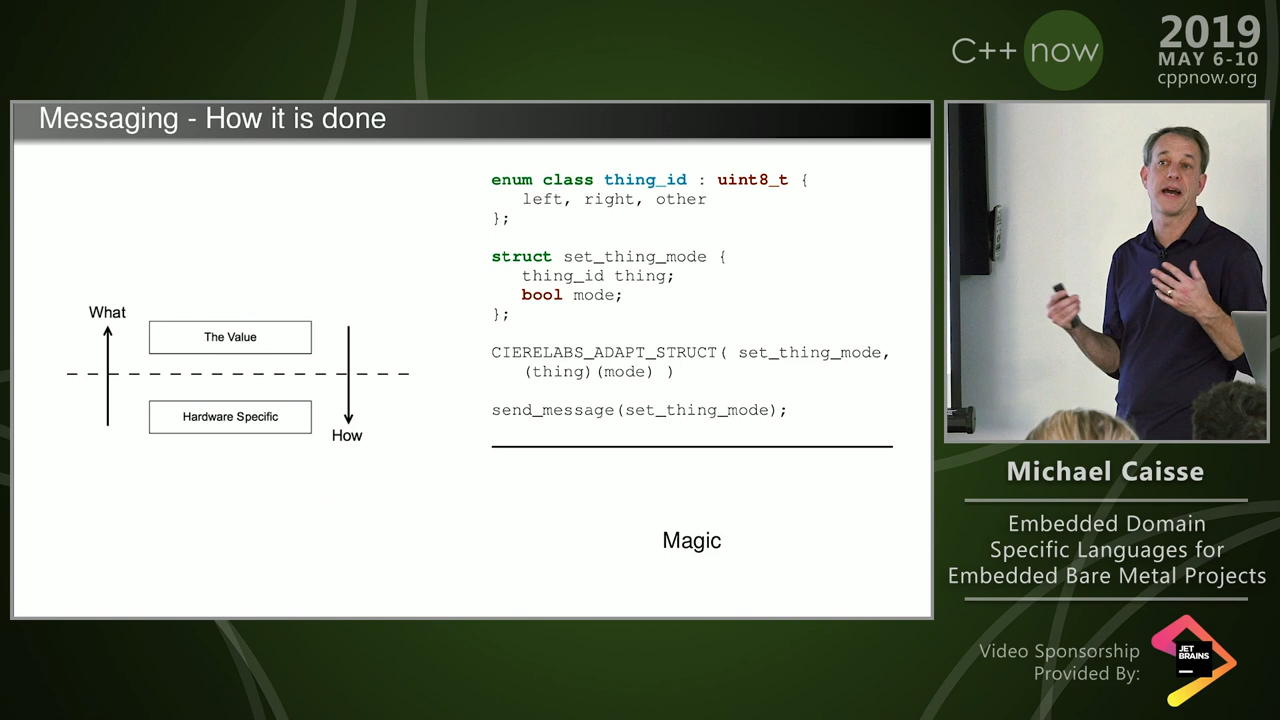 C++ now
2019
MAY 6-10
cppnow.org
Messaging - How it is done
enum class thing_id : uint8_t {
left, right, other
};
struct set_thing_mode {
thing_id thing;
bool mode;
};
CIERELABS_ADAPT_STRUCT( set_thing_mode,
(thing)(mode) )
send_message(set_thing_mode);
Magic
What
The Value
Hardware Specific
How
Michael Caisse
Embedded Domain
Specific Languages for
Embedded Bare Metal Projects
Video Sponsorship
Provided By:
JET
BRAINS